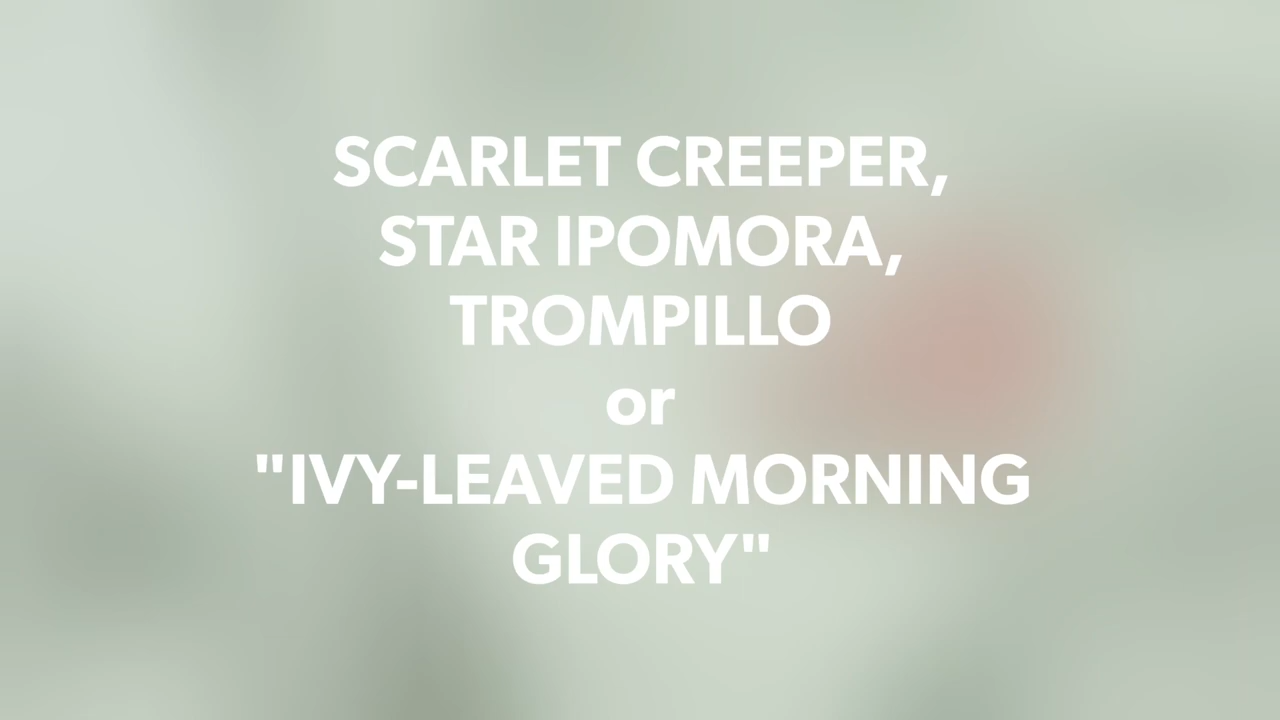 SCARLET CREEPER,
STAR IPOMORA,
TROMPILLO
or
"IVY-LEAVED MORNING
GLORY"